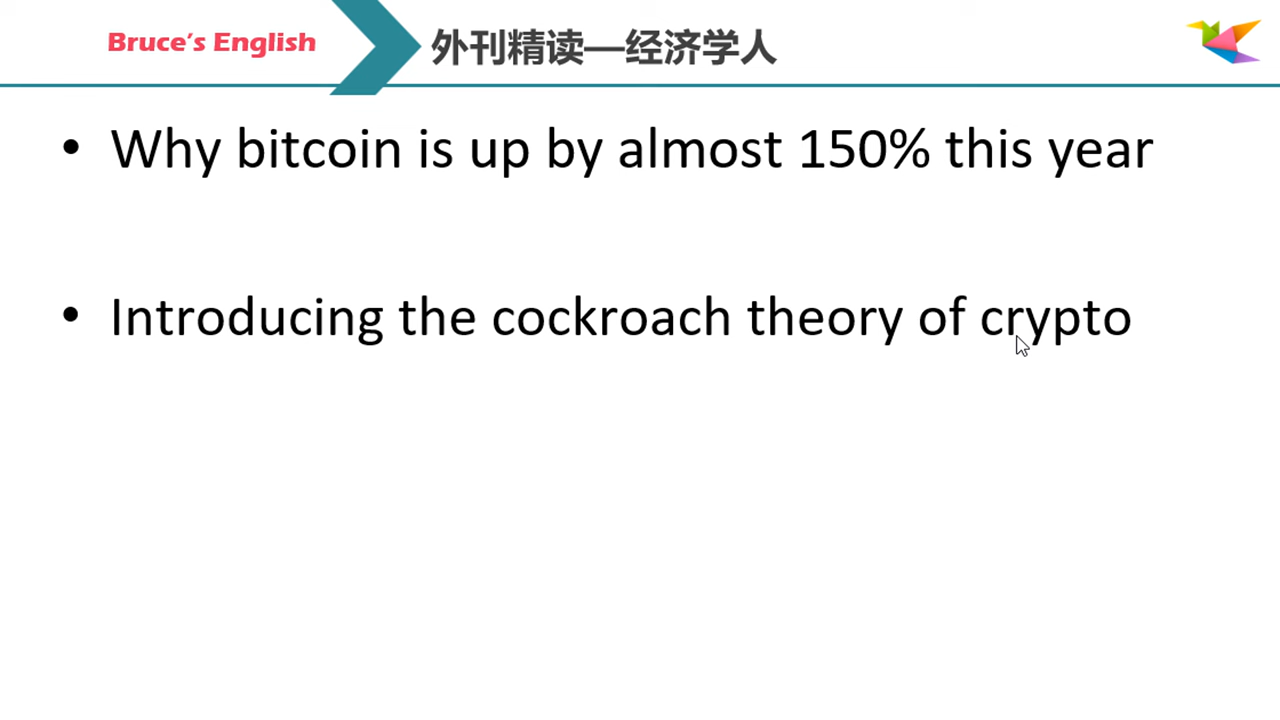 Bruce's English
外刊精读—经济学人
• Why bitcoin is up by almost 150% this year
• Introducing the cockroach theory of crypto